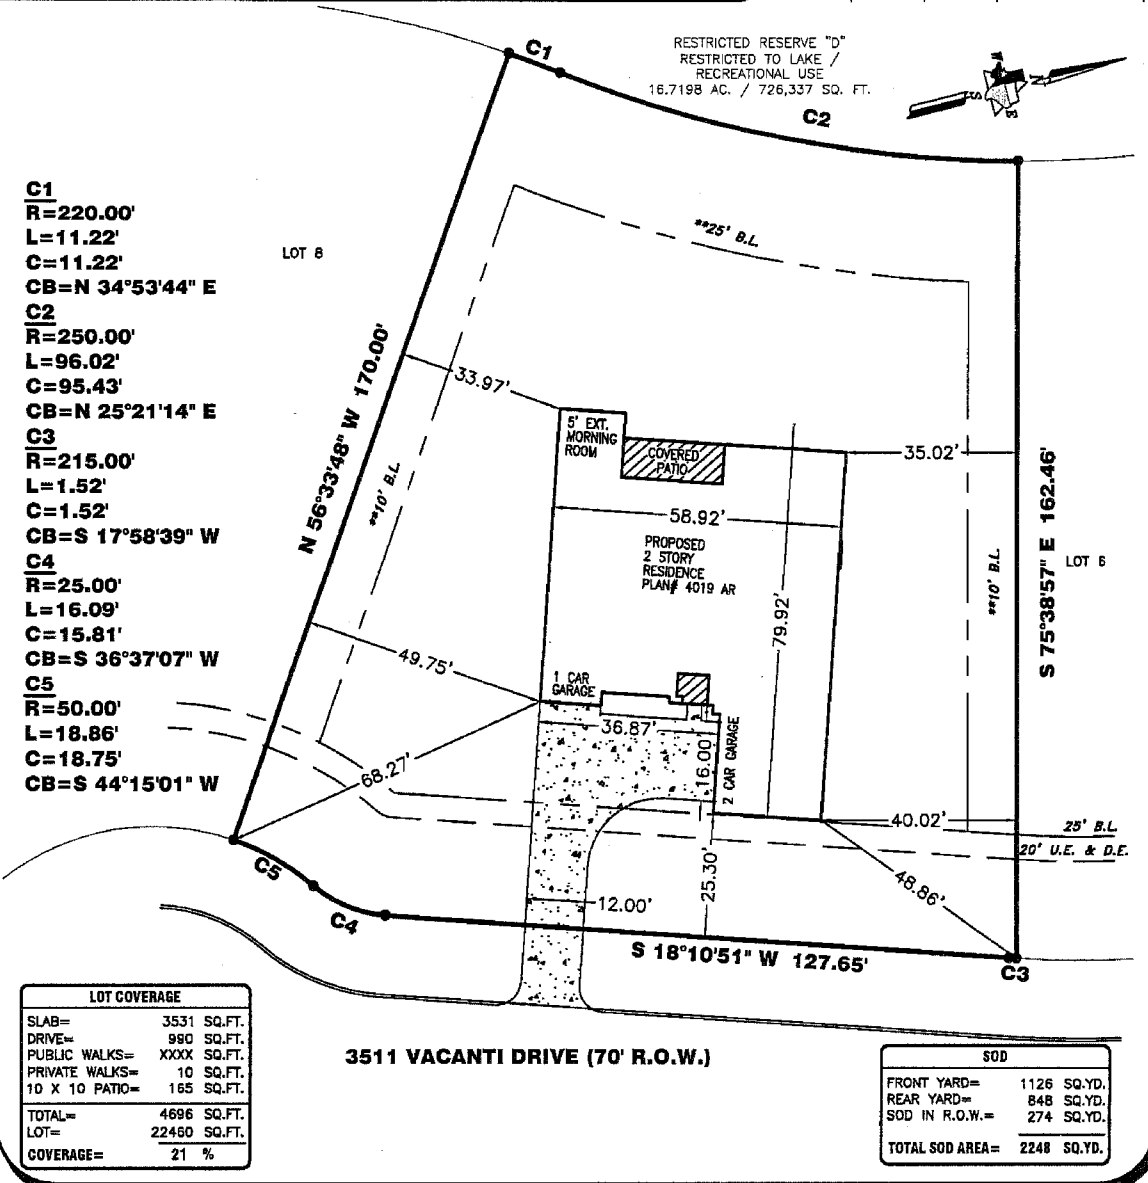 C1
RESTRICTED RESERVE "D"
RESTRICTED TO LAKE /
RECREATIONAL USE
16.7198 AC. / 726,337 SQ. FT.
C2
N
S
E
C1
R=220.00'
L=11.22'
C=11.22'
CB=N 34°53'44" E
C2
R=250.00'
L=96.02'
C=95.43'
CB=N 25°21'14" E
C3
R=215.00'
L=1.52'
C=1.52'
CB=S 17°58'39" W
C4
R=25.00'
L=16.09'
C=15.81'
CB=S 36°37'07" W
C5
R=50.00'
L=18.86'
C=18.75'
CB=S 44°15'01" W
LOT 8
**25' B.L.
N 56°33'48" W 170.00'
**10' B.L.
33.97'
5' EXT.
MORNING
ROOM
COVERED
PATIO
35.02'
58.92'
PROPOSED
2 STORY
RESIDENCE
PLAN# 4019 AR
79.92'
**10' B.L.
S 75°38'57" E 162.46'
LOT 6
49.75'
1 CAR
GARAGE
36.87'
16.00'
2 CAR GARAGE
68.27'
40.02'
25' B.L.
20' U.E. & D.E.
48.86'
25.30'
12.00'
C5
C4
S 18°10'51" W 127.65'
C3
3511 VACANTI DRIVE (70' R.O.W.)
LOT COVERAGE
SLAB= 3531 SQ.FT.
DRIVE= 990 SQ.FT.
PUBLIC WALKS= XXXX SQ.FT.
PRIVATE WALKS= 10 SQ.FT.
10 X 10 PATIO= 165 SQ.FT.
TOTAL= 4696 SQ.FT.
LOT= 22460 SQ.FT.
COVERAGE= 21 %
SOD
FRONT YARD= 1126 SQ.YD.
REAR YARD= 848 SQ.YD.
SOD IN R.O.W.= 274 SQ.YD.
TOTAL SOD AREA= 2248 SQ.YD.